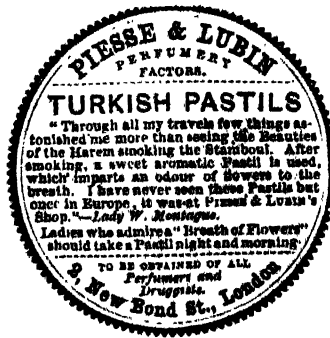 PIESSE & LUBIN
PERFUMERY
FACTORS.
TURKISH PASTILS
"Through all my travels few things as-
tonished me more than seeing the Beauties
of the Harem smoking the Stamboul. After
smoking, a sweet aromatic Pastil is used,
which imparts an odour of flowers to the
breath. I have never seen these Pastils but
once in Europe, it was at PIESSE & LUBIN'S
Shop."—Lady W. Montague.
Ladies who admire a "Breath of Flowers"
should take a Pastil night and morning
TO BE OBTAINED OF ALL
Perfumers and
Druggists.
2, New Bond St., London